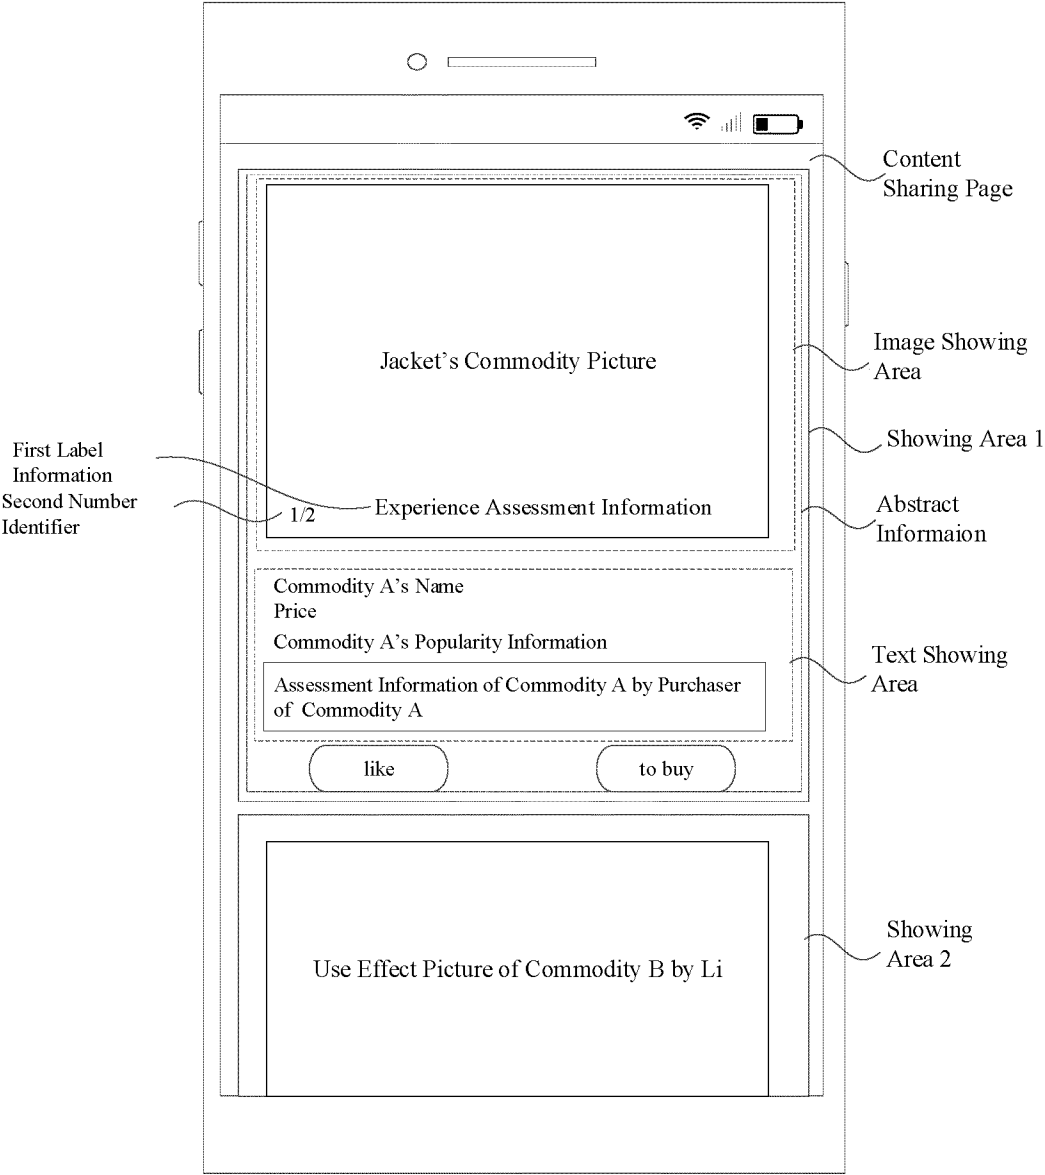 Content
Sharing Page
Jacket's Commodity Picture
Image Showing
Area
Showing Area 1
First Label
Information
Second Number
Identifier
1/2
Experience Assessment Information
Abstract
Informaion
Commodity A's Name
Price
Commodity A's Popularity Information
Assessment Information of Commodity A by Purchaser
of Commodity A
Text Showing
Area
like
to buy
Use Effect Picture of Commodity B by Li
Showing
Area 2